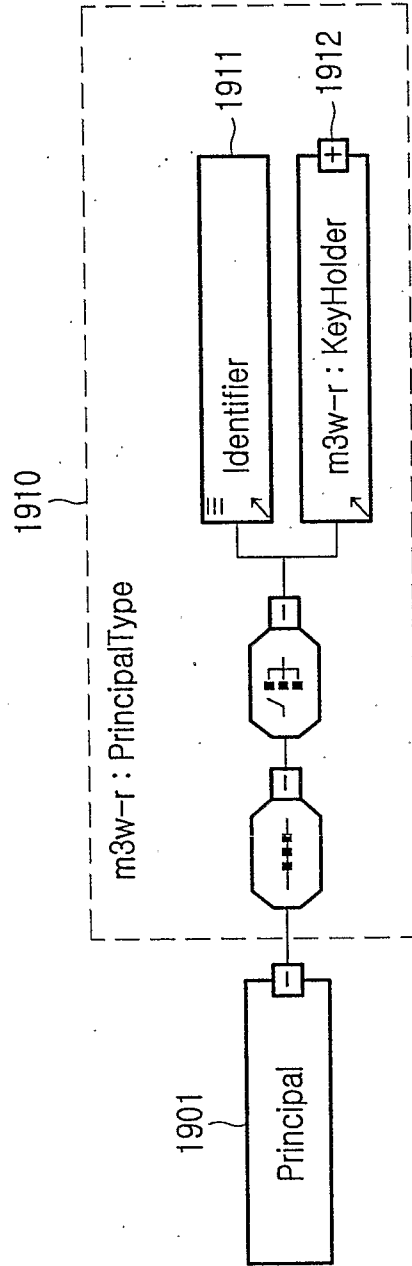 1910
m3w-r : PrincipalType
1901
Principal
Identifier
1911
m3w-r : KeyHolder
1912